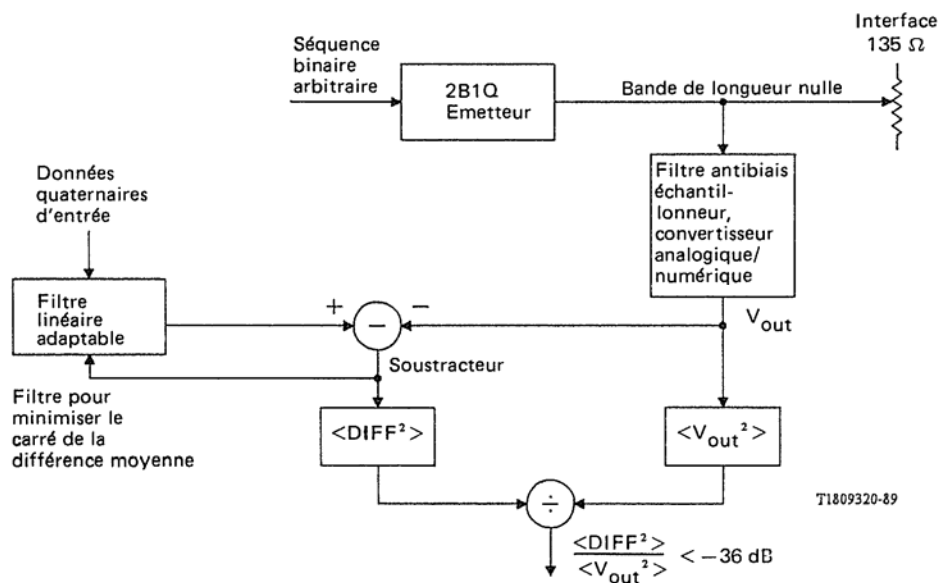 Interface
135 Ω
Séquence
binaire
arbitraire
2B1Q
Emetteur
Bande de longueur nulle
Données
quaternaires
d'entrée
Filtre antibiais
échantil-
lonneur,
convertisseur
analogique/
numérique
Filtre
linéaire
adaptable
+
−
−
V_out
Soustracteur
Filtre pour
minimiser le
carré de la
différence moyenne
<DIFF²>
<V_out²>
÷
T1809320-89
<DIFF²>
<V_out²>
< −36 dB